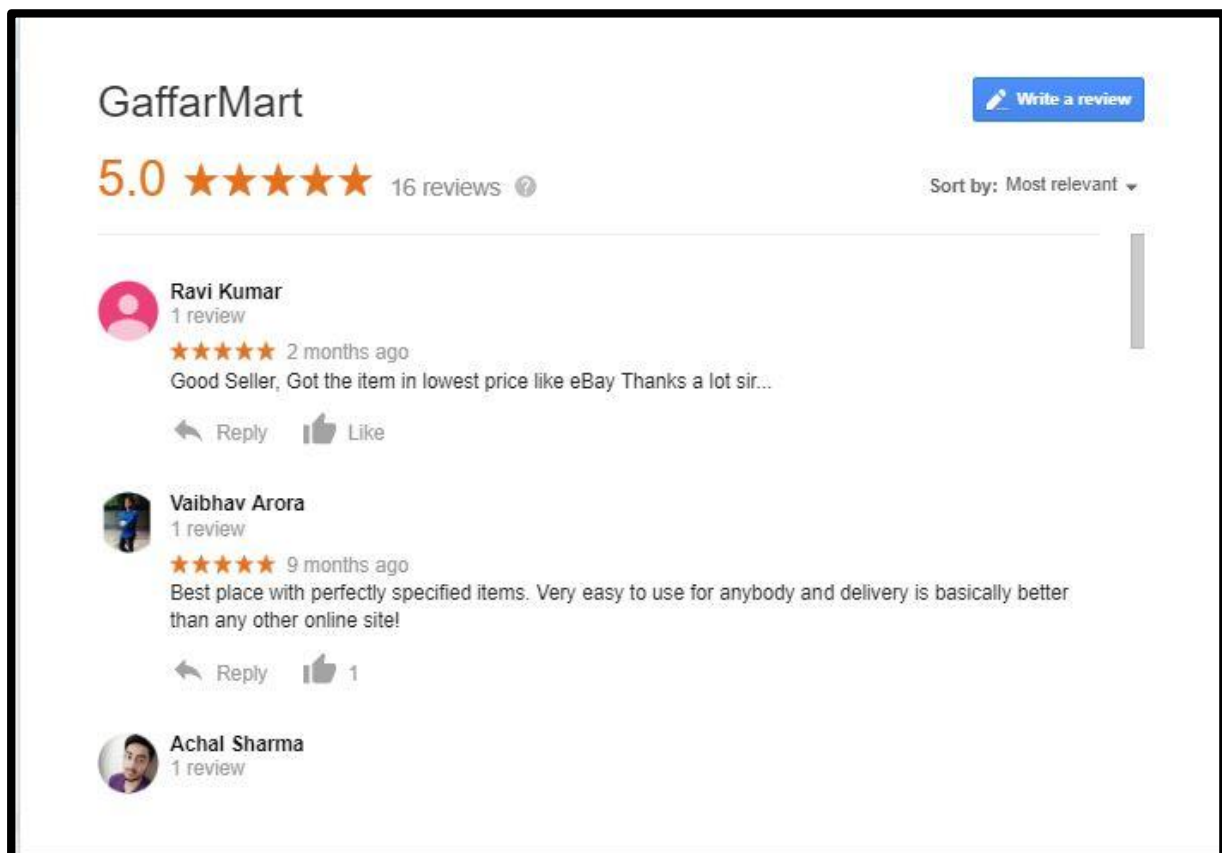 GaffarMart
Write a review
5.0 16 reviews ?
Sort by: Most relevant
Ravi Kumar
1 review
2 months ago
Good Seller, Got the item in lowest price like eBay Thanks a lot sir...
Reply Like
Vaibhav Arora
1 review
9 months ago
Best place with perfectly specified items. Very easy to use for anybody and delivery is basically better
than any other online site!
Reply 1
Achal Sharma
1 review